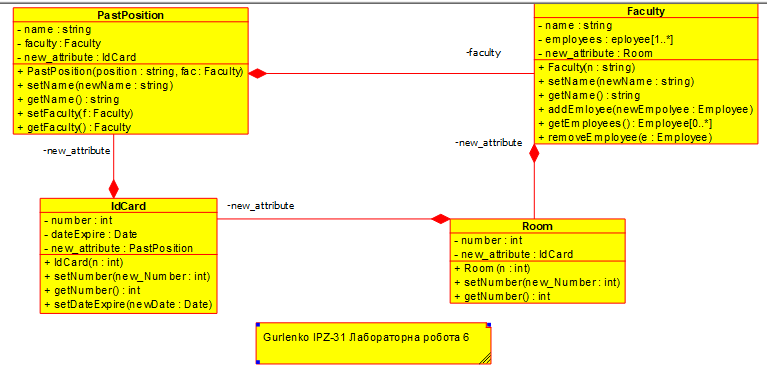 PastPosition
- name : string
- faculty : Faculty
- new_attribute : IdCard
+ PastPosition(position : string, fac : Faculty)
+ setName(newName : string)
+ getName() : string
+ setFaculty(f : Faculty)
+ getFaculty() : Faculty
-faculty
Faculty
- name : string
- employees : eployee[1..*]
- new_attribute : Room
+ Faculty(n : string)
+ setName(newName : string)
+ getName() : string
+ addEmloyee(newEmpolyee : Employee)
+ getEmployees() : Employee[0..*]
+ removeEmployee(e : Employee)
-new_attribute
-new_attribute
IdCard
- number : int
- dateExpire : Date
- new_attribute : PastPosition
+ IdCard(n : int)
+ setNumber(new_Number : int)
+ getNumber() : int
+ setDateExpire(newDate : Date)
-new_attribute
Room
- number : int
- new_attribute : IdCard
+ Room(n : int)
+ setNumber(new_Number : int)
+ getNumber() : int
Gurlenko IPZ-31 Лабораторна робота 6